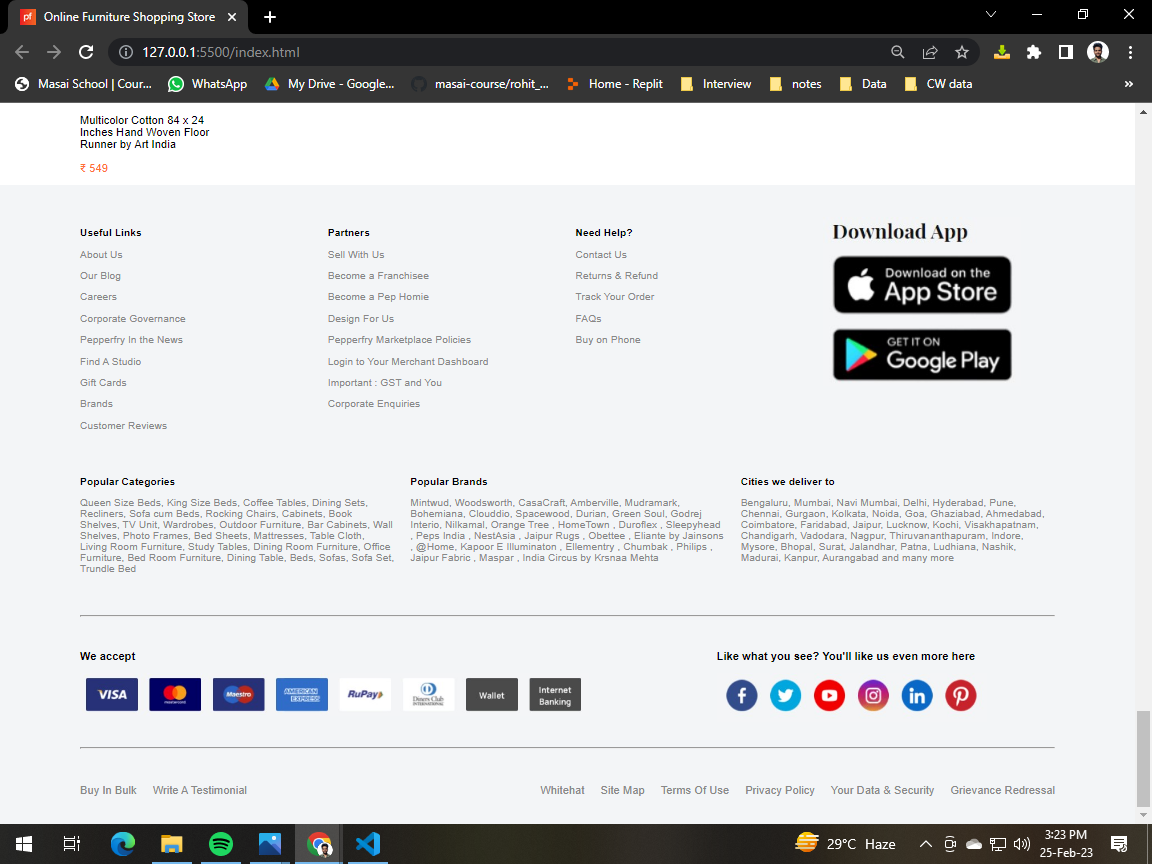 pf Online Furniture Shopping Store
127.0.0.1:5500/index.html
Masai School | Cour... WhatsApp My Drive - Google... masai-course/rohit_... Home - Replit Interview notes Data CW data »
Multicolor Cotton 84 x 24
Inches Hand Woven Floor
Runner by Art India
₹ 549
Useful Links
About Us
Our Blog
Careers
Corporate Governance
Pepperfry In the News
Find A Studio
Gift Cards
Brands
Customer Reviews
Partners
Sell With Us
Become a Franchisee
Become a Pep Homie
Design For Us
Pepperfry Marketplace Policies
Login to Your Merchant Dashboard
Important : GST and You
Corporate Enquiries
Need Help?
Contact Us
Returns & Refund
Track Your Order
FAQs
Buy on Phone
Download App
Download on the
App Store
GET IT ON
Google Play
Popular Categories
Queen Size Beds, King Size Beds, Coffee Tables, Dining Sets,
Recliners, Sofa cum Beds, Rocking Chairs, Cabinets, Book
Shelves, TV Unit, Wardrobes, Outdoor Furniture, Bar Cabinets, Wall
Shelves, Photo Frames, Bed Sheets, Mattresses, Table Cloth,
Living Room Furniture, Study Tables, Dining Room Furniture, Office
Furniture, Bed Room Furniture, Dining Table, Beds, Sofas, Sofa Set,
Trundle Bed
Popular Brands
Mintwud, Woodsworth, CasaCraft, Amberville, Mudramark,
Bohemiana, Clouddio, Spacewood, Durian, Green Soul, Godrej
Interio, Nilkamal, Orange Tree , HomeTown , Duroflex , Sleepyhead
, Peps India , NestAsia , Jaipur Rugs , Obettee , Eliante by Jainsons
, @Home, Kapoor E Illuminaton , Ellementry , Chumbak , Philips ,
Jaipur Fabric , Maspar , India Circus by Krsnaa Mehta
Cities we deliver to
Bengaluru, Mumbai, Navi Mumbai, Delhi, Hyderabad, Pune,
Chennai, Gurgaon, Kolkata, Noida, Goa, Ghaziabad, Ahmedabad,
Coimbatore, Faridabad, Jaipur, Lucknow, Kochi, Visakhapatnam,
Chandigarh, Vadodara, Nagpur, Thiruvananthapuram, Indore,
Mysore, Bhopal, Surat, Jalandhar, Patna, Ludhiana, Nashik,
Madurai, Kanpur, Aurangabad and many more
We accept
VISA
mastercard
Maestro
AMERICAN
EXPRESS
RuPay
Diners Club
INTERNATIONAL
Wallet
Internet
Banking
Like what you see? You'll like us even more here
Buy In Bulk Write A Testimonial Whitehat Site Map Terms Of Use Privacy Policy Your Data & Security Grievance Redressal
29°C Haze
3:23 PM
25-Feb-23